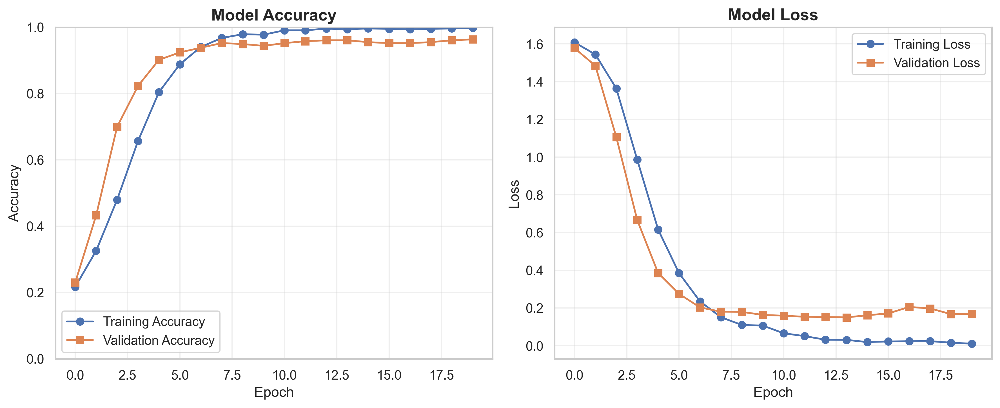 Model Accuracy
1.0
0.8
0.6
0.4
0.2
0.0
Accuracy
Training Accuracy
Validation Accuracy
0.0 2.5 5.0 7.5 10.0 12.5 15.0 17.5
Epoch
Model Loss
1.6
1.4
1.2
1.0
0.8
0.6
0.4
0.2
0.0
Loss
Training Loss
Validation Loss
0.0 2.5 5.0 7.5 10.0 12.5 15.0 17.5
Epoch